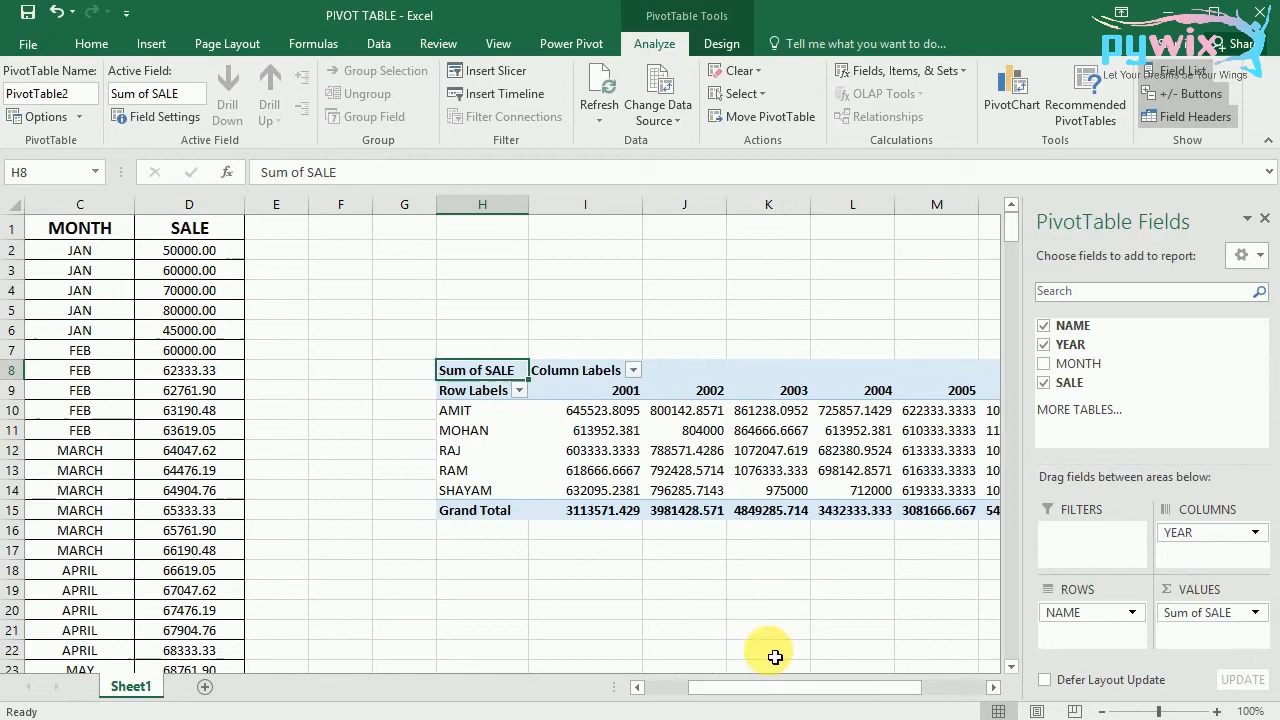 PIVOT TABLE - Excel
PivotTable Tools
pywix
Let Your Dreams Be Your Wings
File Home Insert Page Layout Formulas Data Review View Power Pivot Analyze Design Tell me what you want to do... Share
PivotTable Name:
PivotTable2
Options
PivotTable
Active Field:
Sum of SALE
Field Settings
Drill Down
Drill Up
Active Field
Group Selection
Ungroup
Group Field
Group
Insert Slicer
Insert Timeline
Filter Connections
Filter
Refresh
Change Data Source
Data
Clear
Select
Move PivotTable
Actions
Fields, Items, & Sets
OLAP Tools
Relationships
Calculations
PivotChart
Recommended PivotTables
Tools
Field List
+/- Buttons
Field Headers
Show
H8 fx Sum of SALE
C D E F G H I J K L M
1 MONTH SALE
2 JAN 50000.00
3 JAN 60000.00
4 JAN 70000.00
5 JAN 80000.00
6 JAN 45000.00
7 FEB 60000.00
8 FEB 62333.33 Sum of SALE Column Labels
9 FEB 62761.90 Row Labels 2001 2002 2003 2004 2005
10 FEB 63190.48 AMIT 645523.8095 800142.8571 861238.0952 725857.1429 622333.3333 10
11 FEB 63619.05 MOHAN 613952.381 804000 864666.6667 613952.381 610333.3333 11
12 MARCH 64047.62 RAJ 603333.3333 788571.4286 1072047.619 682380.9524 613333.3333 10
13 MARCH 64476.19 RAM 618666.6667 792428.5714 1076333.333 698142.8571 616333.3333 10
14 MARCH 64904.76 SHAYAM 632095.2381 796285.7143 975000 712000 619333.3333 10
15 MARCH 65333.33 Grand Total 3113571.429 3981428.571 4849285.714 3432333.333 3081666.667 54
16 MARCH 65761.90
17 MARCH 66190.48
18 APRIL 66619.05
19 APRIL 67047.62
20 APRIL 67476.19
21 APRIL 67904.76
22 APRIL 68333.33
23 MAY 68761.90
PivotTable Fields
Choose fields to add to report:
Search
NAME
YEAR
MONTH
SALE
MORE TABLES...
Drag fields between areas below:
FILTERS
COLUMNS
YEAR
ROWS
NAME
VALUES
Sum of SALE
Defer Layout Update UPDATE
Sheet1
Ready
100%